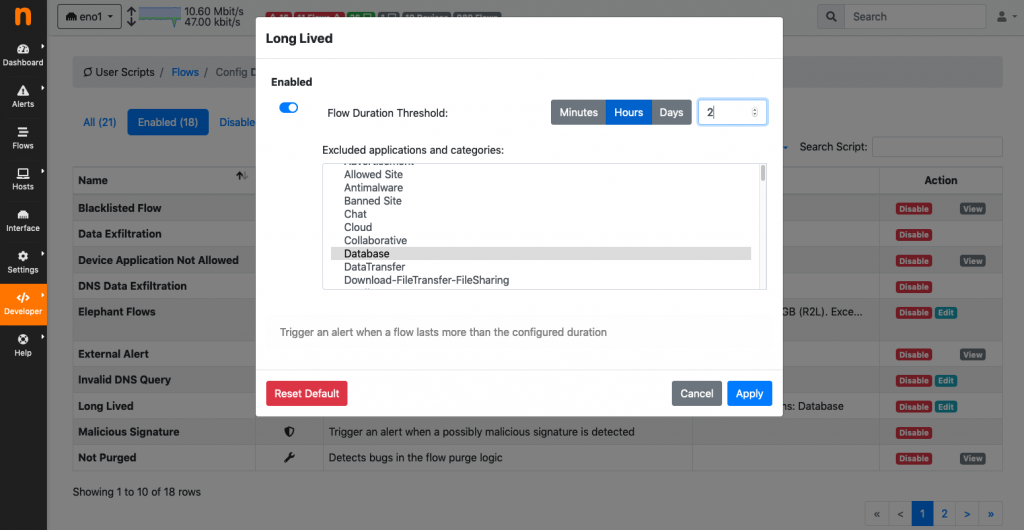 n
eno1
10.60 Mbit/s
47.00 kbit/s
Search
Long Lived
Dashboard
Alerts
Flows
Hosts
Interface
Settings
Developer
Help
User Scripts / Flows / Config
All (21)
Enabled (18)
Disable
Search Script:
Enabled
Flow Duration Threshold:
Minutes
Hours
Days
2
Excluded applications and categories:
Advertisement
Allowed Site
Antimalware
Banned Site
Chat
Cloud
Collaborative
Database
DataTransfer
Download-FileTransfer-FileSharing
Trigger an alert when a flow lasts more than the configured duration
Reset Default
Cancel
Apply
Name
Action
Blacklisted Flow
Disable
View
Data Exfiltration
Disable
Device Application Not Allowed
Disable
View
DNS Data Exfiltration
Disable
Elephant Flows
GB (R2L). Exce...
Disable
Edit
External Alert
Disable
View
Invalid DNS Query
Disable
Edit
Long Lived
ns: Database
Disable
Edit
Malicious Signature
Trigger an alert when a possibly malicious signature is detected
Disable
Not Purged
Detects bugs in the flow purge logic
Disable
View
Showing 1 to 10 of 18 rows
« < 1 2 > »